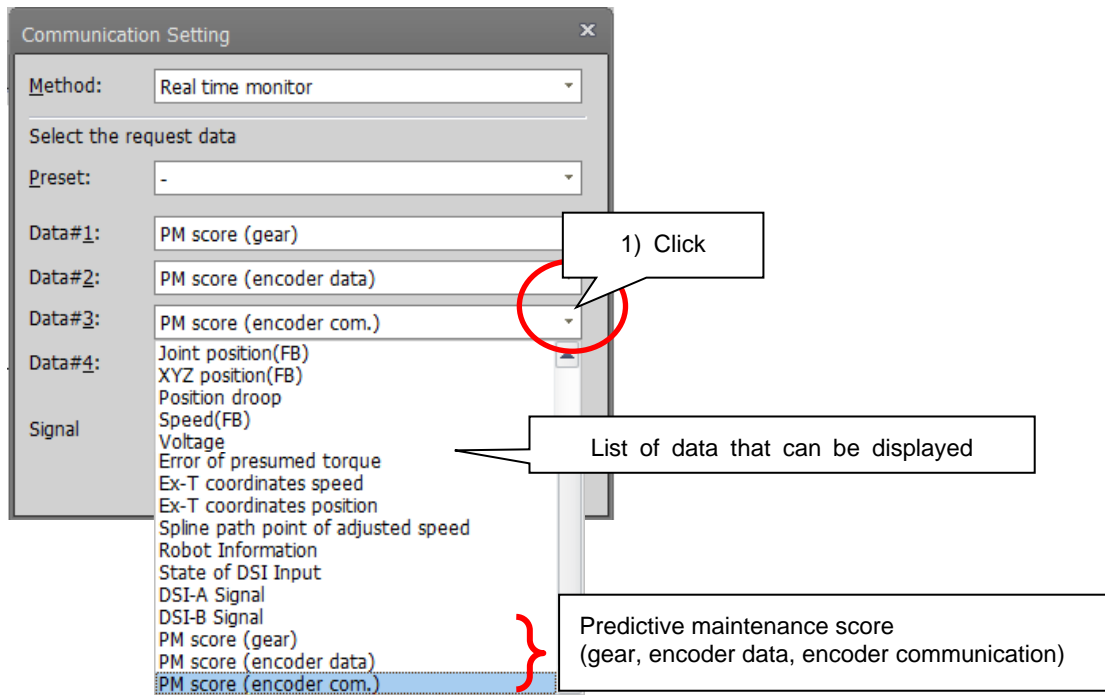 Communication Setting
Method: Real time monitor
Select the request data
Preset: -
Data#1: PM score (gear)
1) Click
Data#2: PM score (encoder data)
Data#3: PM score (encoder com.)
Data#4:
Signal
Joint position(FB)
XYZ position(FB)
Position droop
Speed(FB)
Voltage
Error of presumed torque
Ex-T coordinates speed
Ex-T coordinates position
Spline path point of adjusted speed
Robot Information
State of DSI Input
DSI-A Signal
DSI-B Signal
PM score (gear)
PM score (encoder data)
PM score (encoder com.)
List of data that can be displayed
Predictive maintenance score
(gear, encoder data, encoder communication)